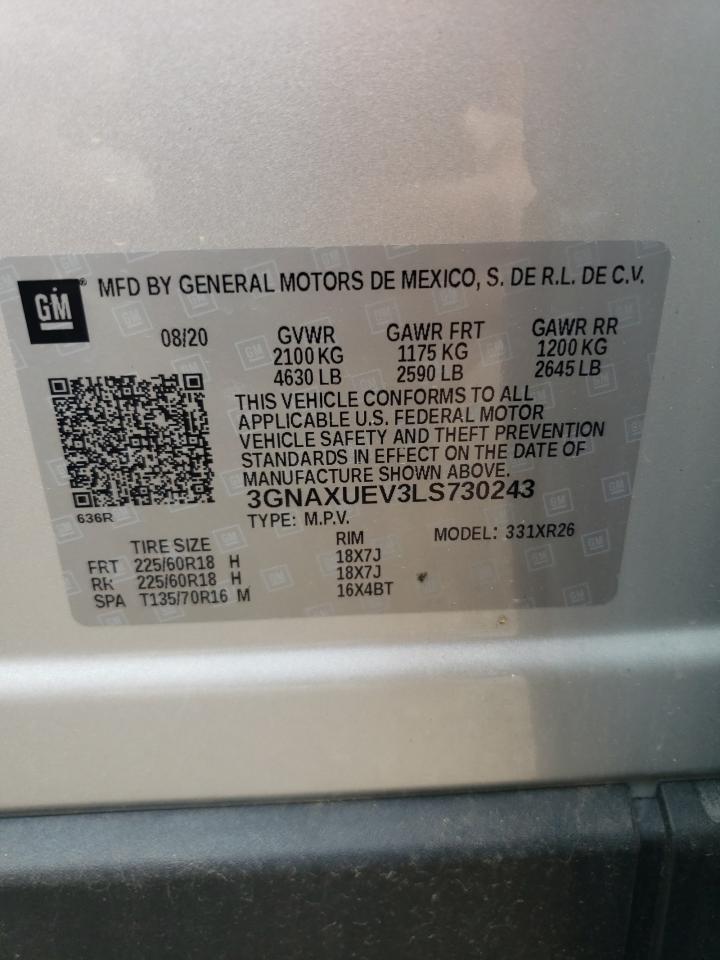 GM ® MFD BY GENERAL MOTORS DE MEXICO, S. DE R.L. DE C.V.
08/20 GVWR GAWR FRT GAWR RR
2100 KG 1175 KG 1200 KG
4630 LB 2590 LB 2645 LB
THIS VEHICLE CONFORMS TO ALL
APPLICABLE U.S. FEDERAL MOTOR
VEHICLE SAFETY AND THEFT PREVENTION
STANDARDS IN EFFECT ON THE DATE OF
MANUFACTURE SHOWN ABOVE.
3GNAXUEV3LS730243
636R
TYPE: M.P.V. MODEL: 331XR26
TIRE SIZE RIM
FRT 225/60R18 H 18X7J
RR 225/60R18 H 18X7J
SPA T135/70R16 M 16X4BT